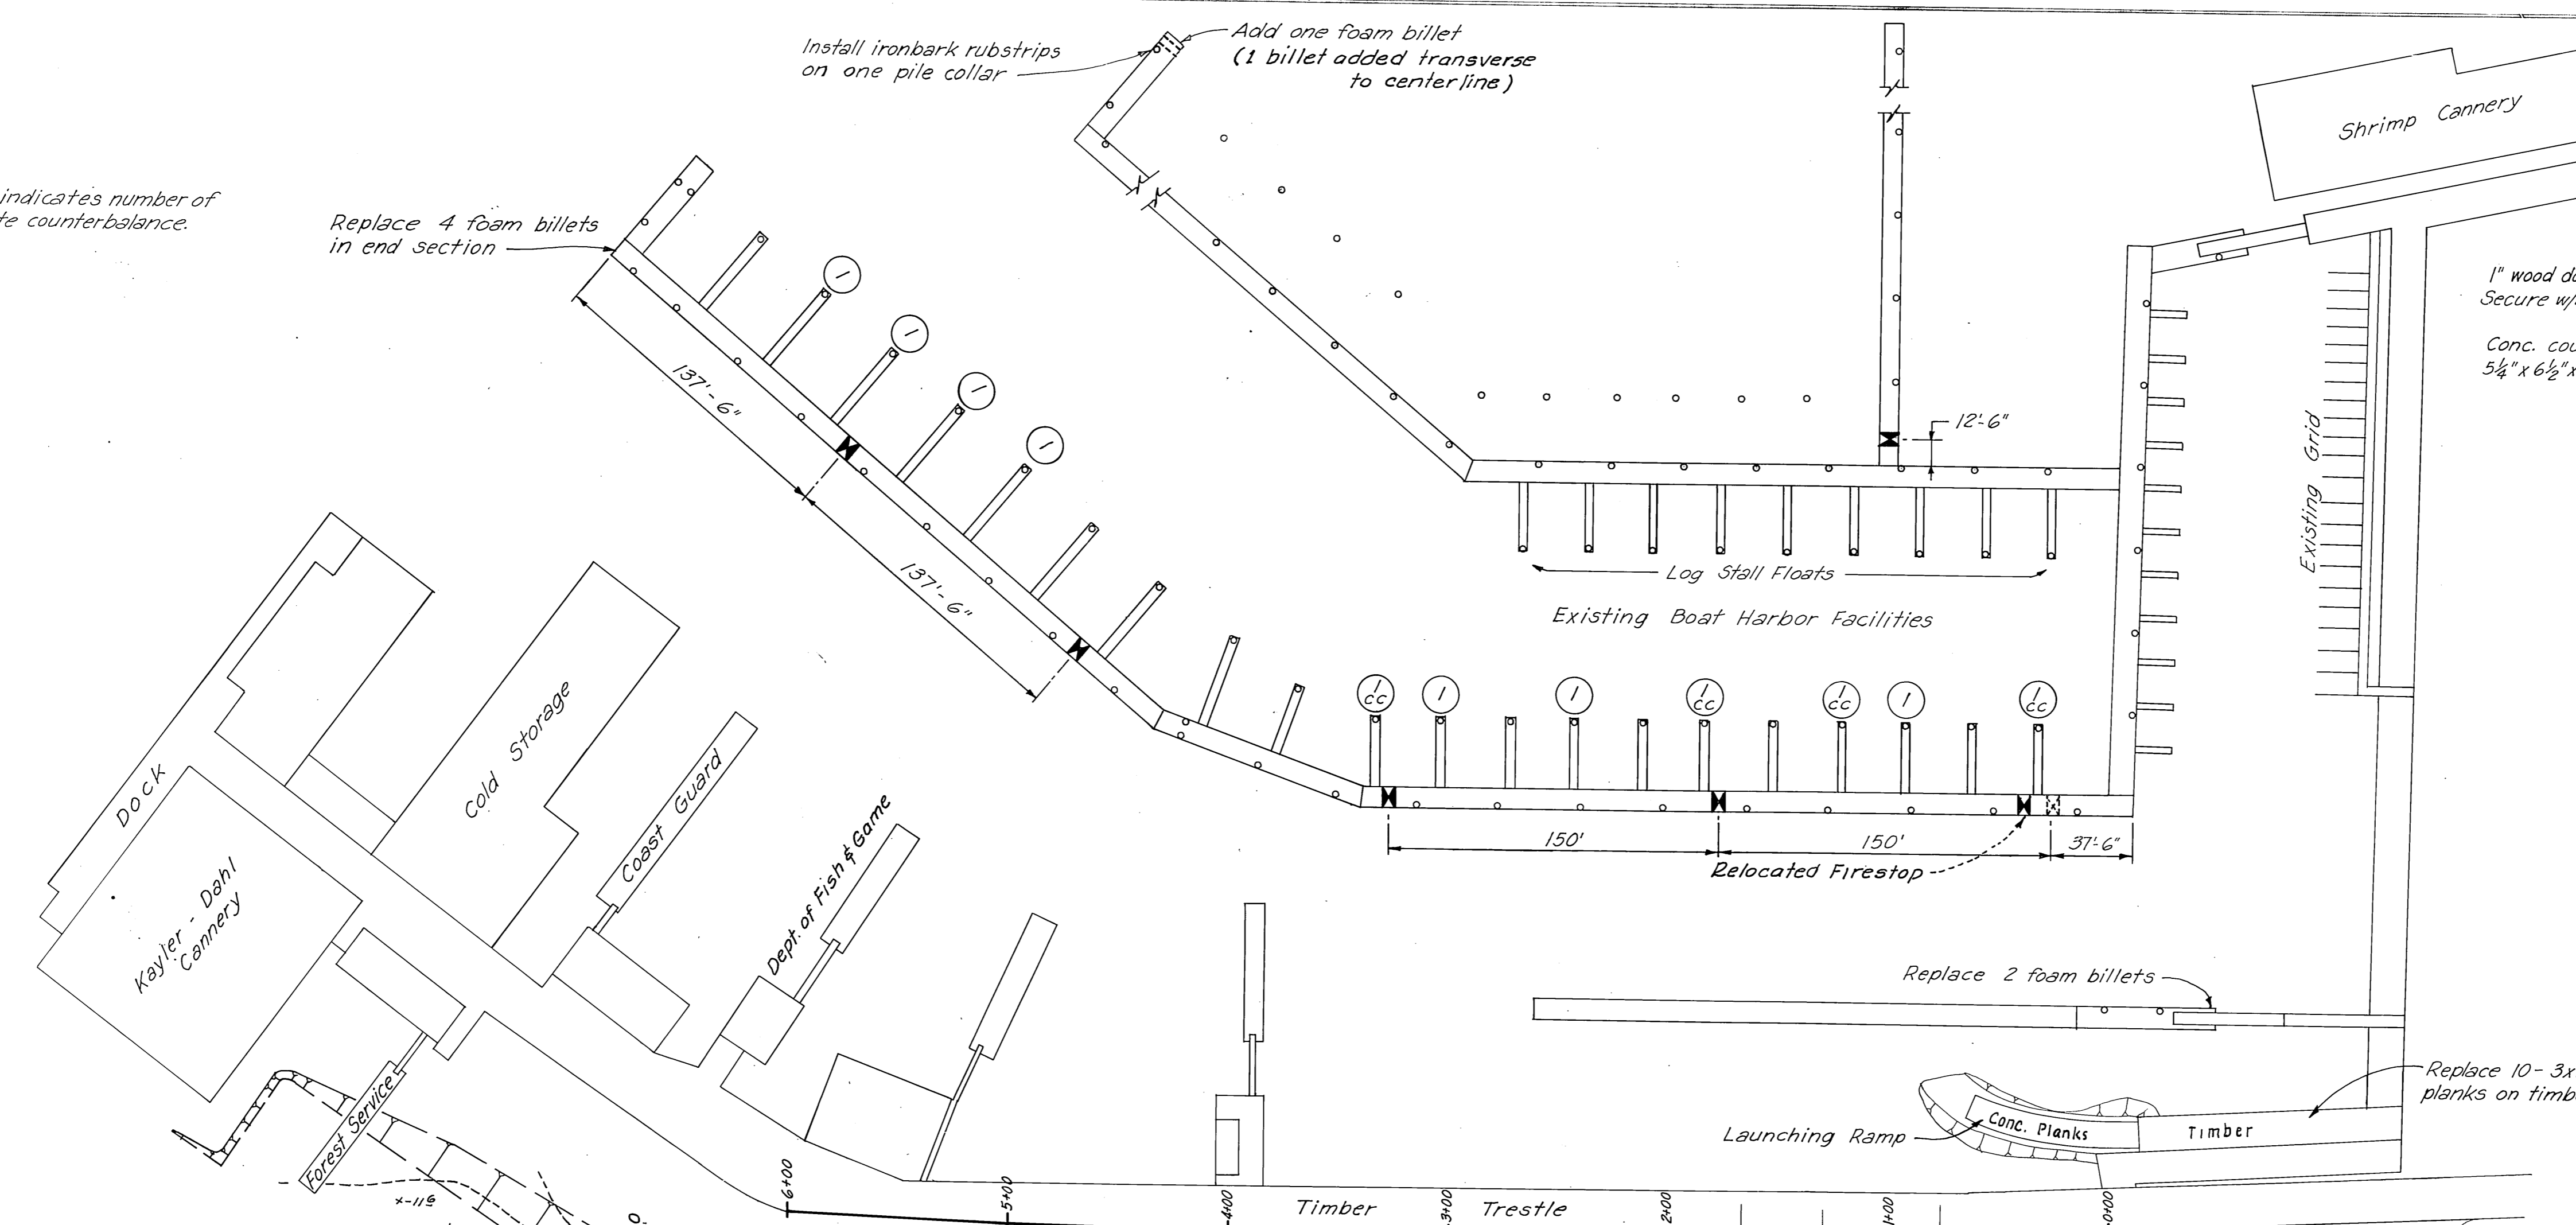 Install ironbark rubstrips
on one pile collar
Add one foam billet
(1 billet added transverse
to centerline)
Shrimp Cannery
indicates number of
te counterbalance.
Replace 4 foam billets
in end section
1" wood do
Secure w/
Conc. cou
5¼" x 6½" x
1
1
1
1
137'-6"
137'-6"
12'-6"
Existing Grid
Log Stall Floats
Existing Boat Harbor Facilities
1
cc
1
1
1
cc
1
cc
1
1
cc
150'
150'
37'-6"
Relocated Firestop
Dock
Cold Storage
Coast Guard
Dept. of Fish & Game
Kayler - Dahl
Cannery
Forest Service
Replace 2 foam billets
Replace 10 - 3x
planks on timb
Launching Ramp
Conc. Planks
Timber
6+00
5+00
4+00
3+00
2+00
1+00
0+00
Timber Trestle